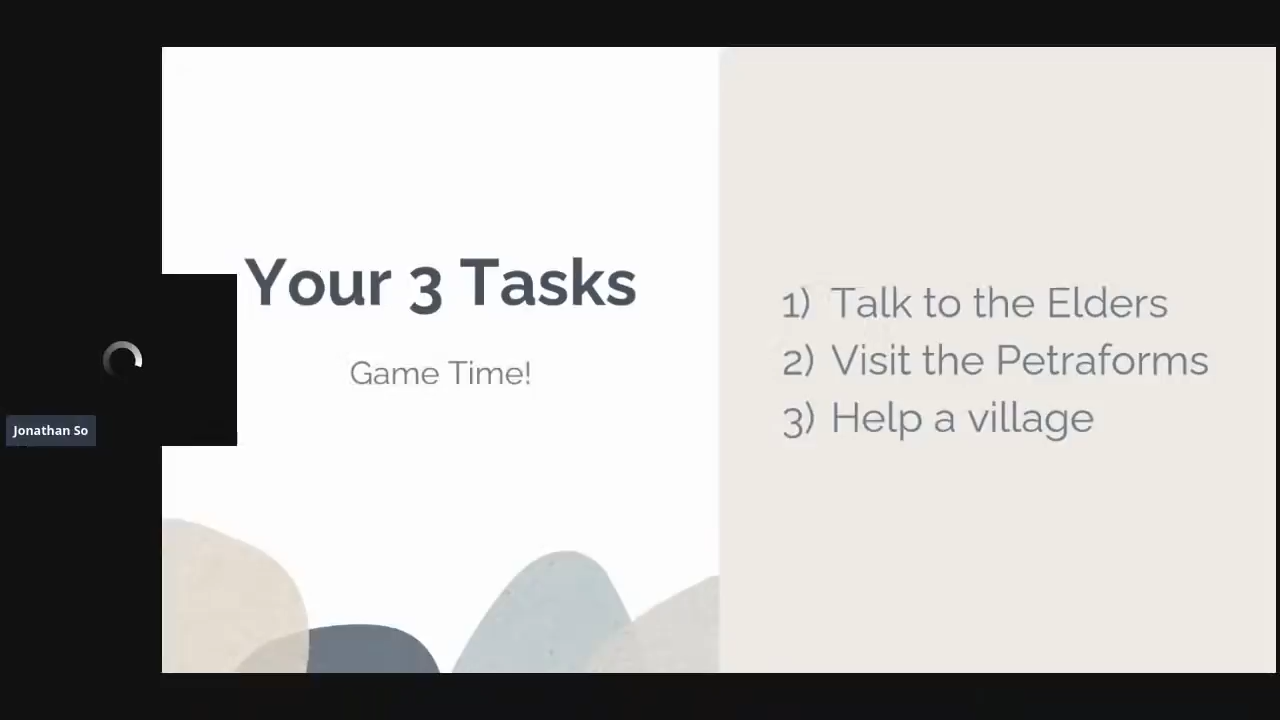 Your 3 Tasks
Game Time!
1) Talk to the Elders
2) Visit the Petraforms
3) Help a village
Jonathan So